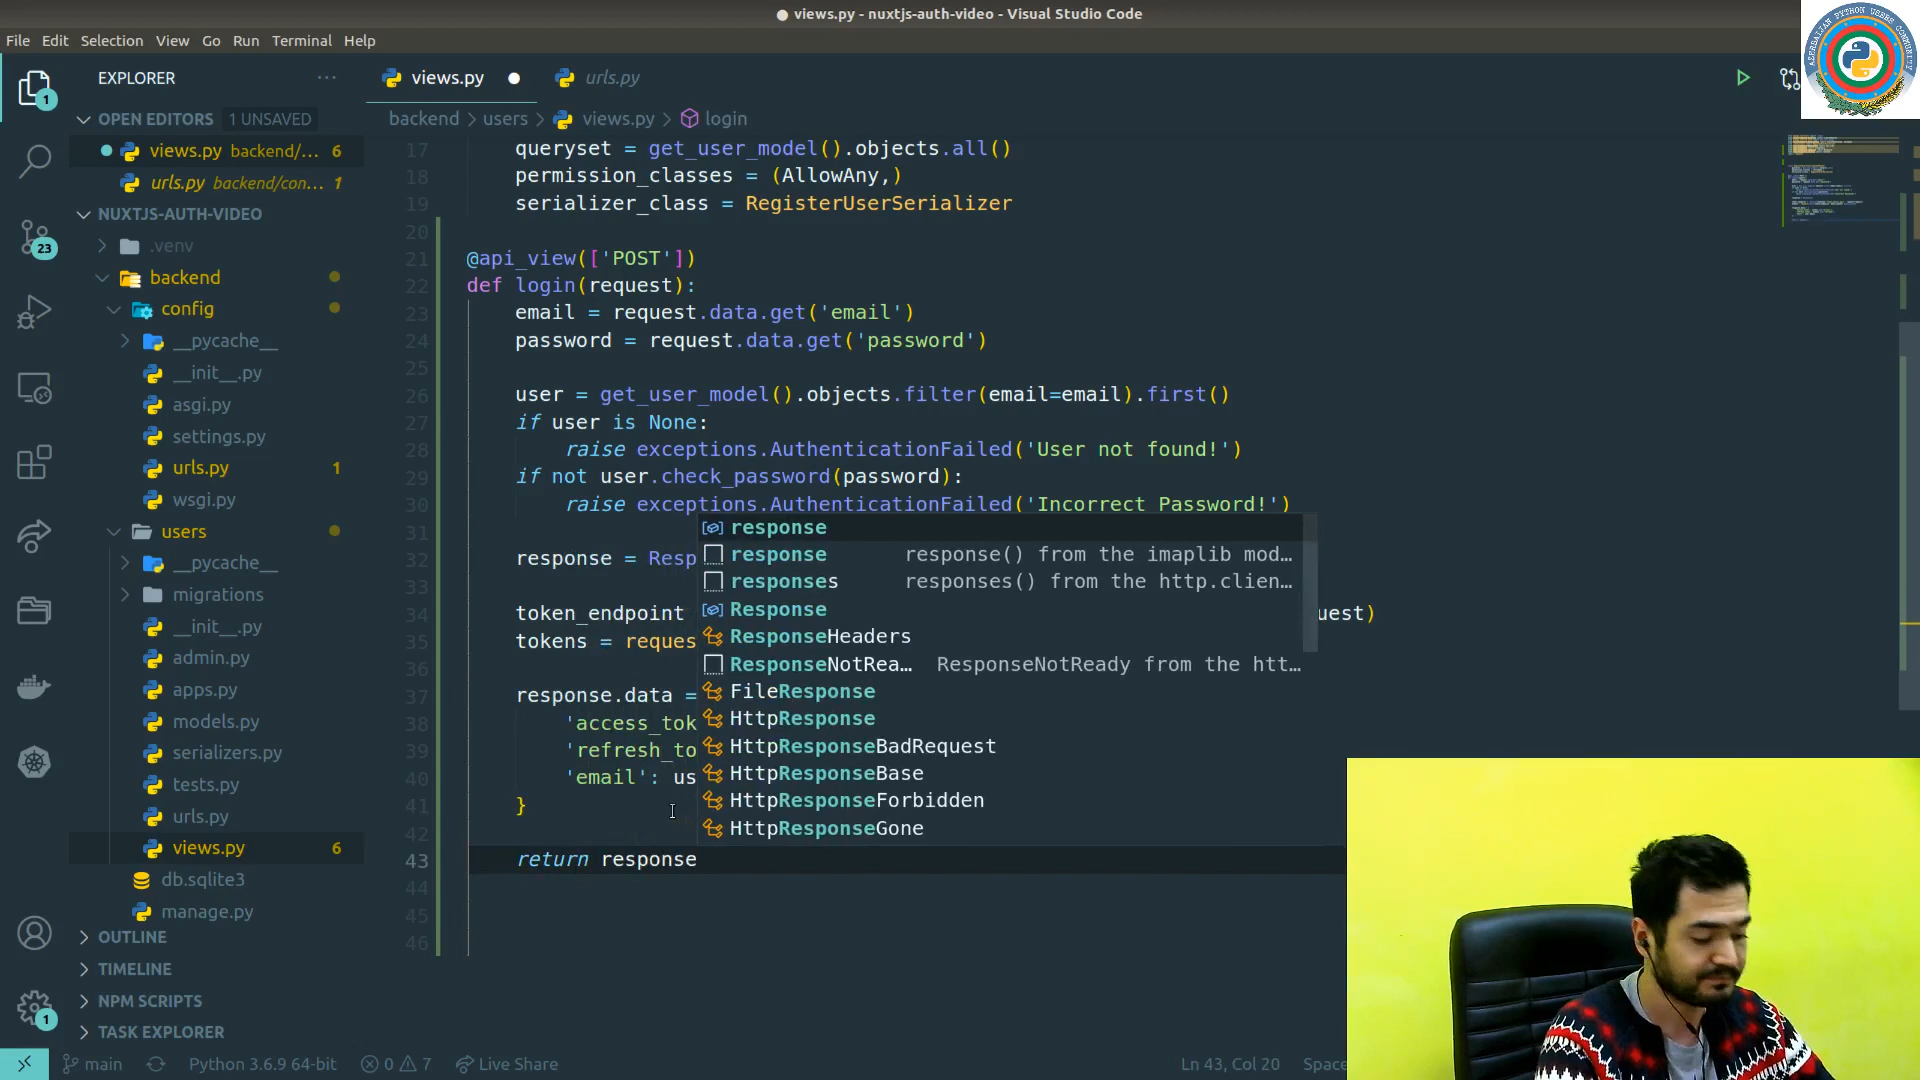 views.py - nuxtjs-auth-video - Visual Studio Code
File Edit Selection View Go Run Terminal Help
AZERBAIJAN PYTHON USERS COMMUNITY
EXPLORER
views.py
urls.py
OPEN EDITORS 1 UNSAVED
backend > users > views.py > login
views.py backend/... 6
urls.py backend/con... 1
NUXTJS-AUTH-VIDEO
.venv
backend
config
__pycache__
__init__.py
asgi.py
settings.py
urls.py 1
wsgi.py
users
__pycache__
migrations
__init__.py
admin.py
apps.py
models.py
serializers.py
tests.py
urls.py
views.py 6
db.sqlite3
manage.py
OUTLINE
TIMELINE
NPM SCRIPTS
TASK EXPLORER
1
23
1
17 queryset = get_user_model().objects.all()
18 permission_classes = (AllowAny,)
19 serializer_class = RegisterUserSerializer
20
21 @api_view(['POST'])
22 def login(request):
23 email = request.data.get('email')
24 password = request.data.get('password')
25
26 user = get_user_model().objects.filter(email=email).first()
27 if user is None:
28 raise exceptions.AuthenticationFailed('User not found!')
29 if not user.check_password(password):
30 raise exceptions.AuthenticationFailed('Incorrect Password!')
31
32 response = Resp
33
34 token_endpoint uest)
35 tokens = reques
36
37 response.data =
38 'access_tok
39 'refresh_to
40 'email': us
41 }
42
43 return response
44
45
46
response
response response() from the imaplib mod...
responses responses() from the http.clien...
Response
ResponseHeaders
ResponseNotRea... ResponseNotReady from the htt...
FileResponse
HttpResponse
HttpResponseBadRequest
HttpResponseBase
HttpResponseForbidden
HttpResponseGone
main Python 3.6.9 64-bit 0 7 Live Share Ln 43, Col 20 Space